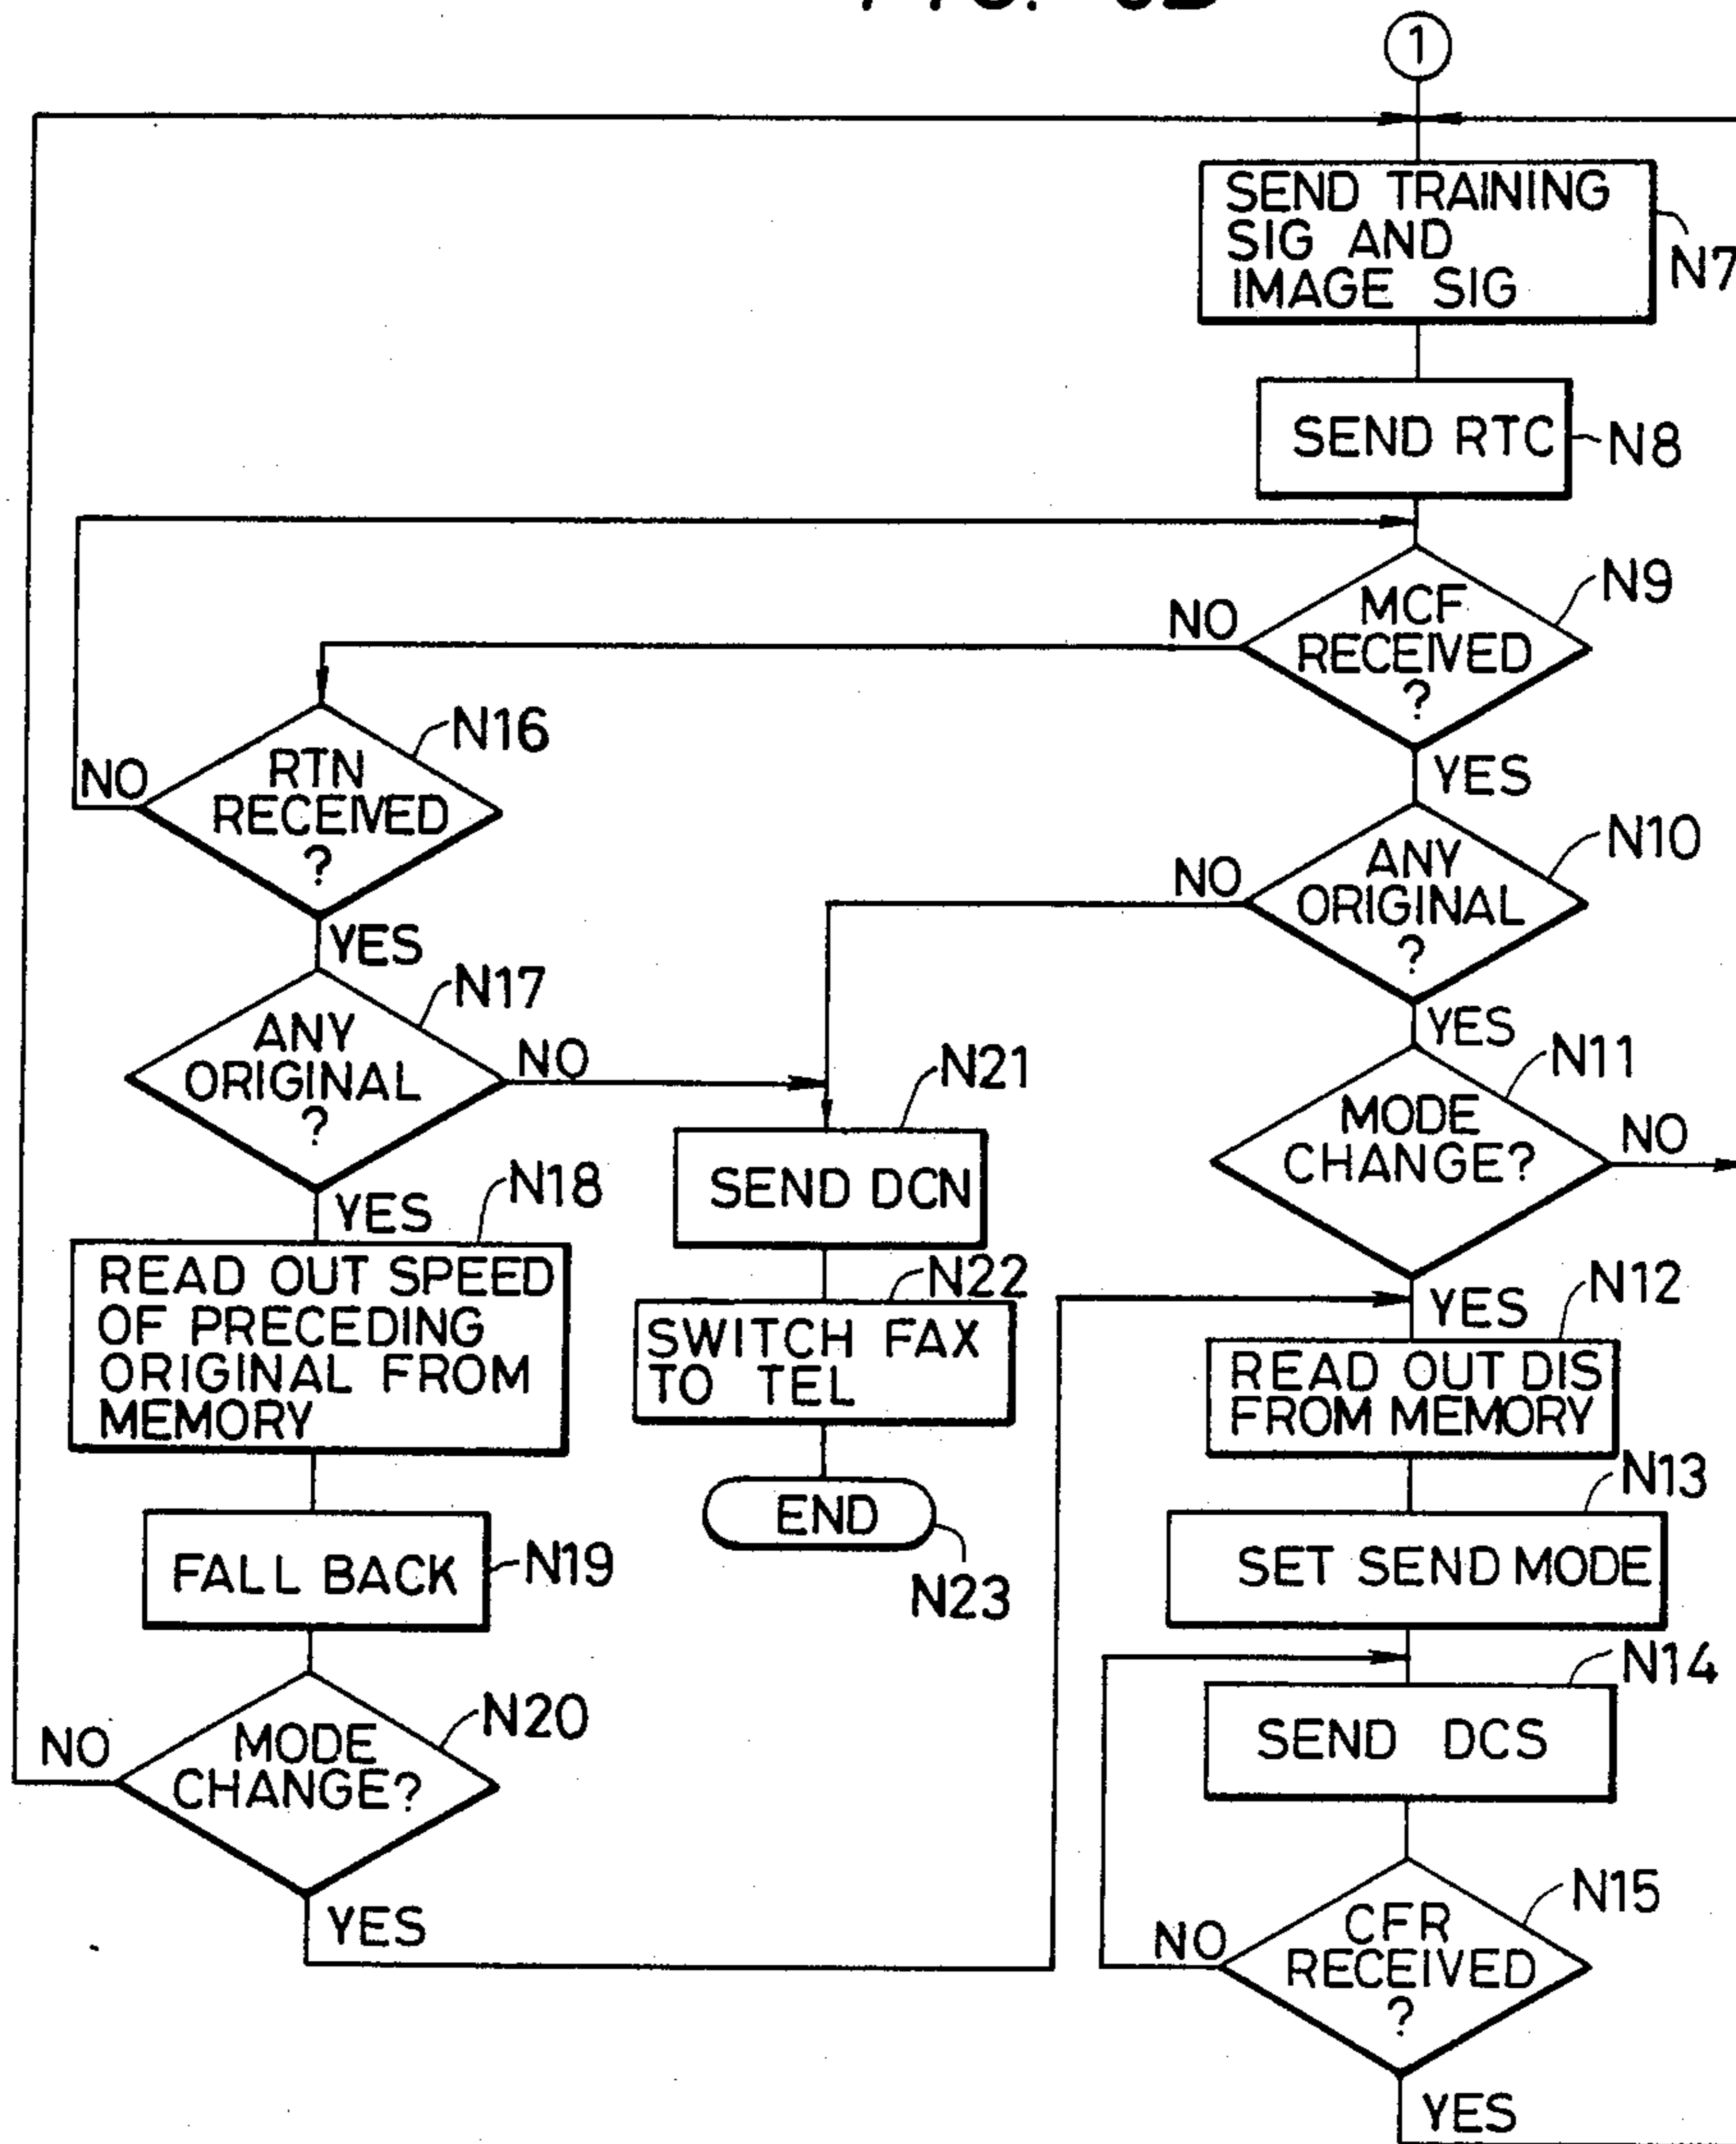 1
SEND TRAINING
SIG AND
IMAGE SIG
N7
SEND RTC
N8
MCF
RECEIVED
?
N9
NO
YES
RTN
RECEIVED
?
N16
NO
YES
ANY
ORIGINAL
?
N10
NO
YES
ANY
ORIGINAL
?
N17
NO
YES
MODE
CHANGE?
N11
NO
YES
SEND DCN
N21
READ OUT SPEED
OF PRECEDING
ORIGINAL FROM
MEMORY
N18
SWITCH FAX
TO TEL
N22
READ OUT DIS
FROM MEMORY
N12
END
N23
FALL BACK
N19
SET SEND MODE
N13
SEND DCS
N14
MODE
CHANGE?
N20
NO
YES
CFR
RECEIVED
?
N15
NO
YES